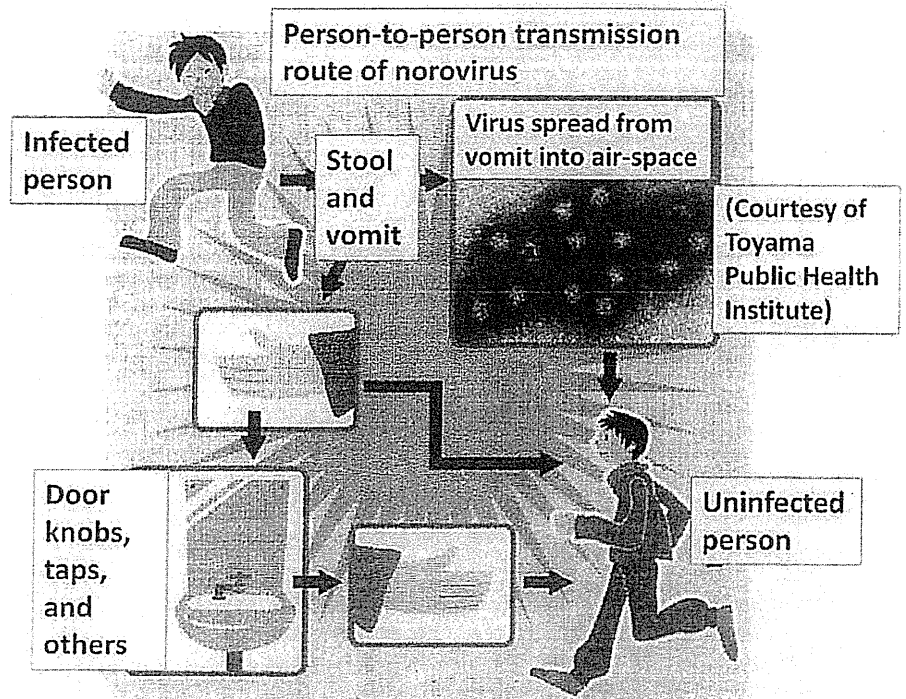 Person-to-person transmission
route of norovirus
Infected
person
Stool
and
vomit
Virus spread from
vomit into air-space
(Courtesy of
Toyama
Public Health
Institute)
Door
knobs,
taps,
and
others
Uninfected
person